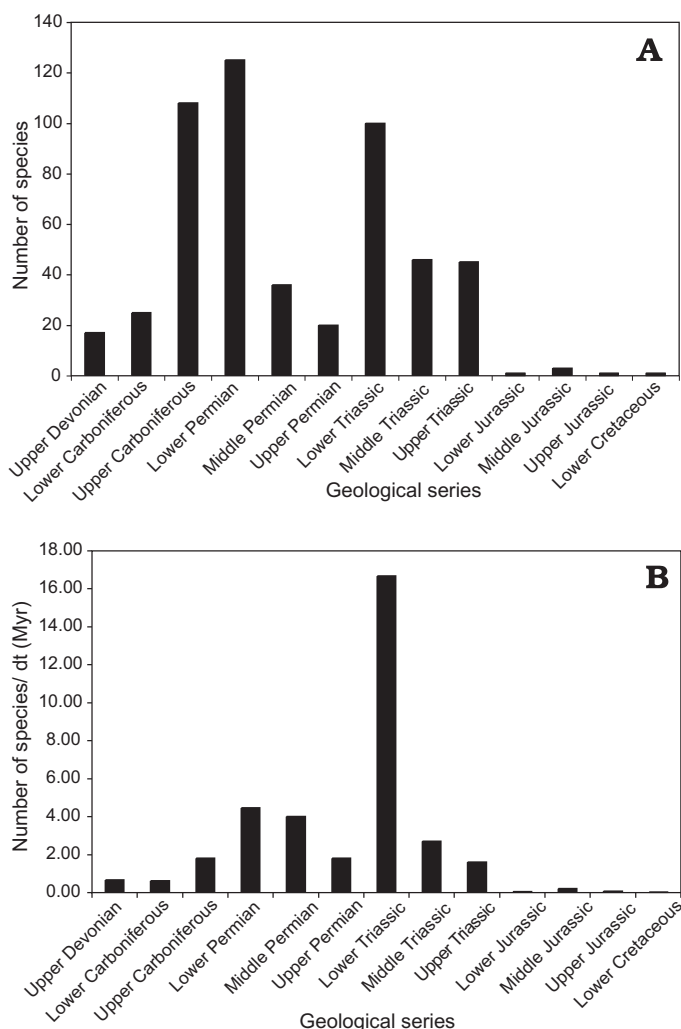 A
Number of species
140
120
100
80
60
40
20
0
Upper Devonian
Lower Carboniferous
Upper Carboniferous
Lower Permian
Middle Permian
Upper Permian
Lower Triassic
Middle Triassic
Upper Triassic
Lower Jurassic
Middle Jurassic
Upper Jurassic
Lower Cretaceous
Geological series
B
Number of species/ dt (Myr)
18.00
16.00
14.00
12.00
10.00
8.00
6.00
4.00
2.00
0.00
Upper Devonian
Lower Carboniferous
Upper Carboniferous
Lower Permian
Middle Permian
Upper Permian
Lower Triassic
Middle Triassic
Upper Triassic
Lower Jurassic
Middle Jurassic
Upper Jurassic
Lower Cretaceous
Geological series